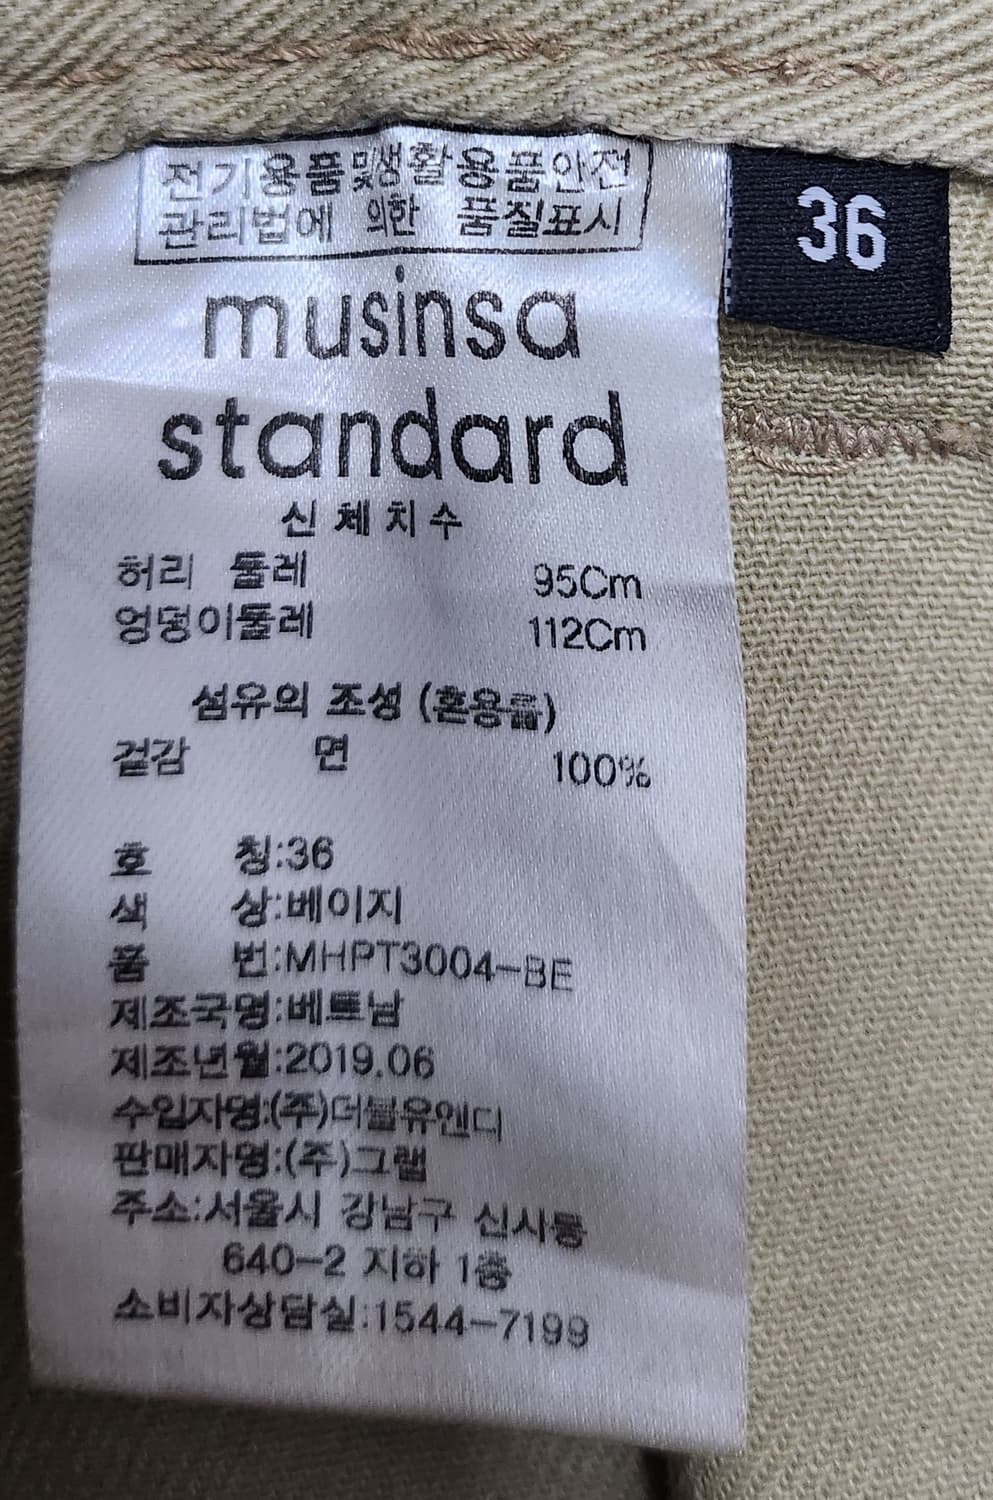 전기용품및생활용품안전
관리법에 의한 품질표시
36
musinsa
standard
신체치수
허리 둘레 95Cm
엉덩이둘레 112Cm
섬유의 조성 (혼용률)
겉감 면 100%
호 칭:36
색 상:베이지
품 번:MHPT3004-BE
제조국명:베트남
제조년월:2019.06
수입자명:(주)더블유앤디
판매자명:(주)그랩
주소:서울시 강남구 신사동
640-2 지하 1층
소비자상담실:1544-7199